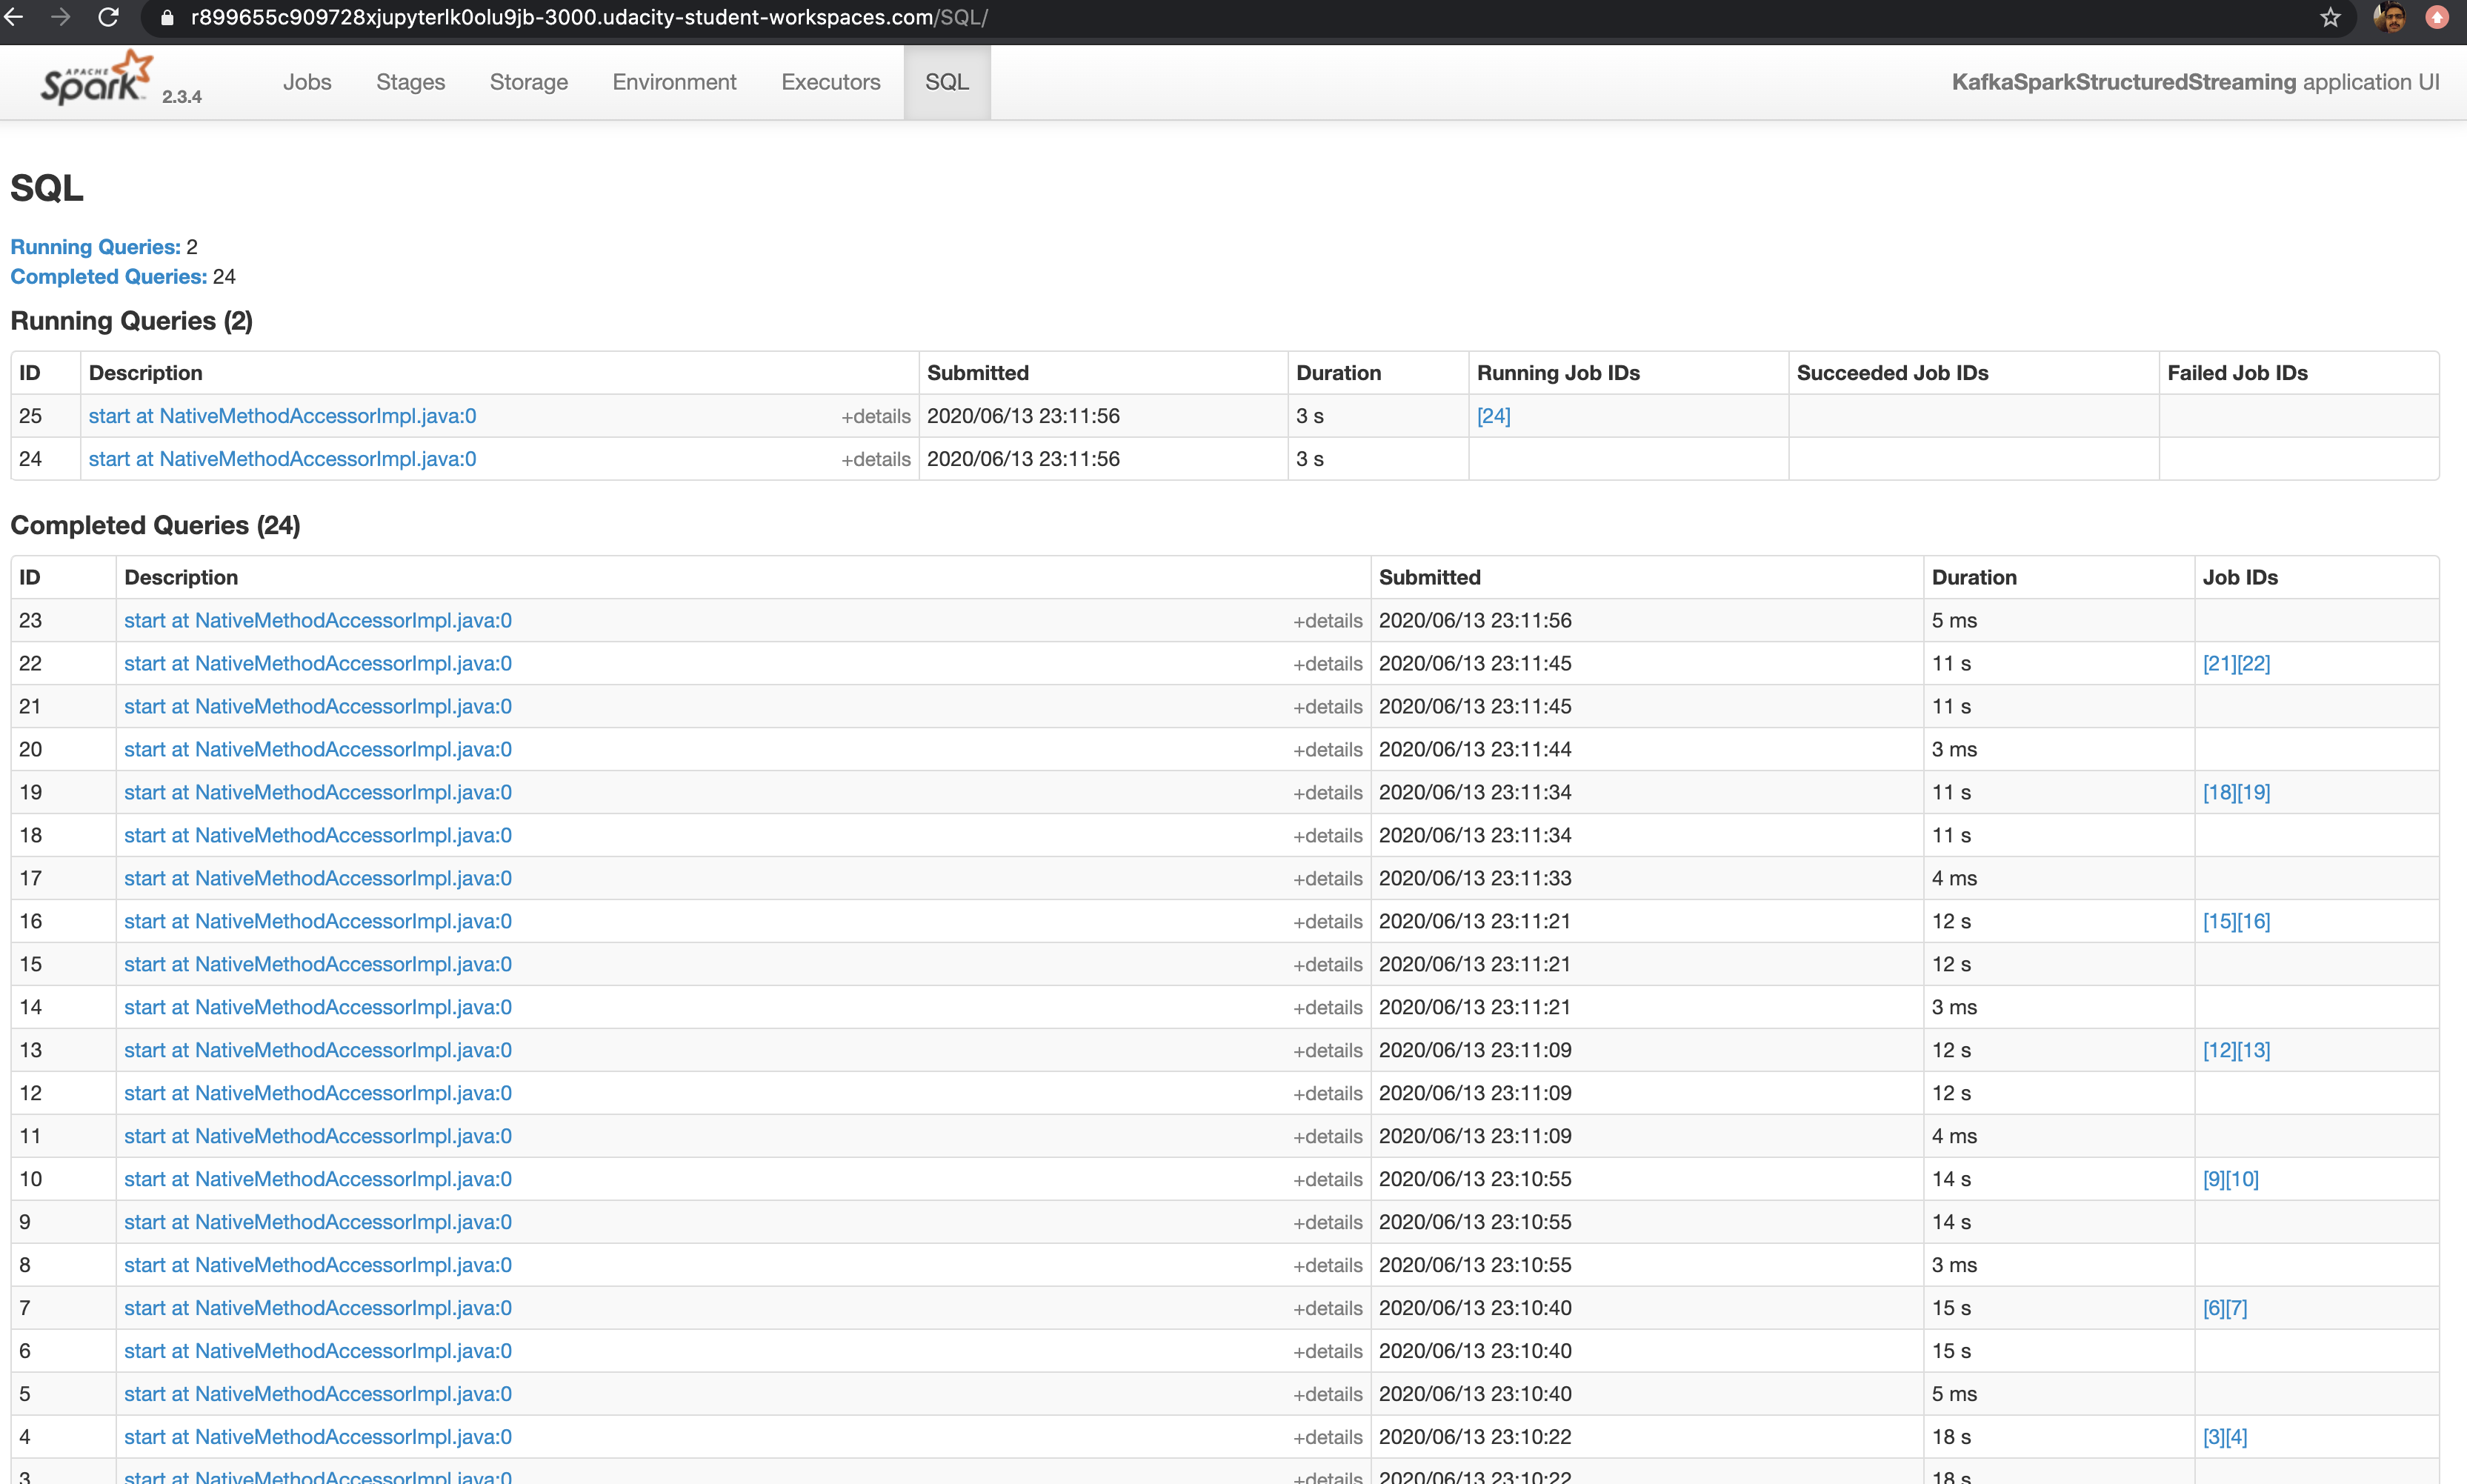 r899655c909728xjupyterlk0olu9jb-3000.udacity-student-workspaces.com/SQL/
APACHE Spark 2.3.4 Jobs Stages Storage Environment Executors SQL KafkaSparkStructuredStreaming application UI
SQL
Running Queries: 2
Completed Queries: 24
Running Queries (2)
ID Description Submitted Duration Running Job IDs Succeeded Job IDs Failed Job IDs
25 start at NativeMethodAccessorImpl.java:0 +details 2020/06/13 23:11:56 3 s [24]
24 start at NativeMethodAccessorImpl.java:0 +details 2020/06/13 23:11:56 3 s
Completed Queries (24)
ID Description Submitted Duration Job IDs
23 start at NativeMethodAccessorImpl.java:0 +details 2020/06/13 23:11:56 5 ms
22 start at NativeMethodAccessorImpl.java:0 +details 2020/06/13 23:11:45 11 s [21][22]
21 start at NativeMethodAccessorImpl.java:0 +details 2020/06/13 23:11:45 11 s
20 start at NativeMethodAccessorImpl.java:0 +details 2020/06/13 23:11:44 3 ms
19 start at NativeMethodAccessorImpl.java:0 +details 2020/06/13 23:11:34 11 s [18][19]
18 start at NativeMethodAccessorImpl.java:0 +details 2020/06/13 23:11:34 11 s
17 start at NativeMethodAccessorImpl.java:0 +details 2020/06/13 23:11:33 4 ms
16 start at NativeMethodAccessorImpl.java:0 +details 2020/06/13 23:11:21 12 s [15][16]
15 start at NativeMethodAccessorImpl.java:0 +details 2020/06/13 23:11:21 12 s
14 start at NativeMethodAccessorImpl.java:0 +details 2020/06/13 23:11:21 3 ms
13 start at NativeMethodAccessorImpl.java:0 +details 2020/06/13 23:11:09 12 s [12][13]
12 start at NativeMethodAccessorImpl.java:0 +details 2020/06/13 23:11:09 12 s
11 start at NativeMethodAccessorImpl.java:0 +details 2020/06/13 23:11:09 4 ms
10 start at NativeMethodAccessorImpl.java:0 +details 2020/06/13 23:10:55 14 s [9][10]
9 start at NativeMethodAccessorImpl.java:0 +details 2020/06/13 23:10:55 14 s
8 start at NativeMethodAccessorImpl.java:0 +details 2020/06/13 23:10:55 3 ms
7 start at NativeMethodAccessorImpl.java:0 +details 2020/06/13 23:10:40 15 s [6][7]
6 start at NativeMethodAccessorImpl.java:0 +details 2020/06/13 23:10:40 15 s
5 start at NativeMethodAccessorImpl.java:0 +details 2020/06/13 23:10:40 5 ms
4 start at NativeMethodAccessorImpl.java:0 +details 2020/06/13 23:10:22 18 s [3][4]
3 start at NativeMethodAccessorImpl.java:0 +details 2020/06/13 23:10:22 18 s